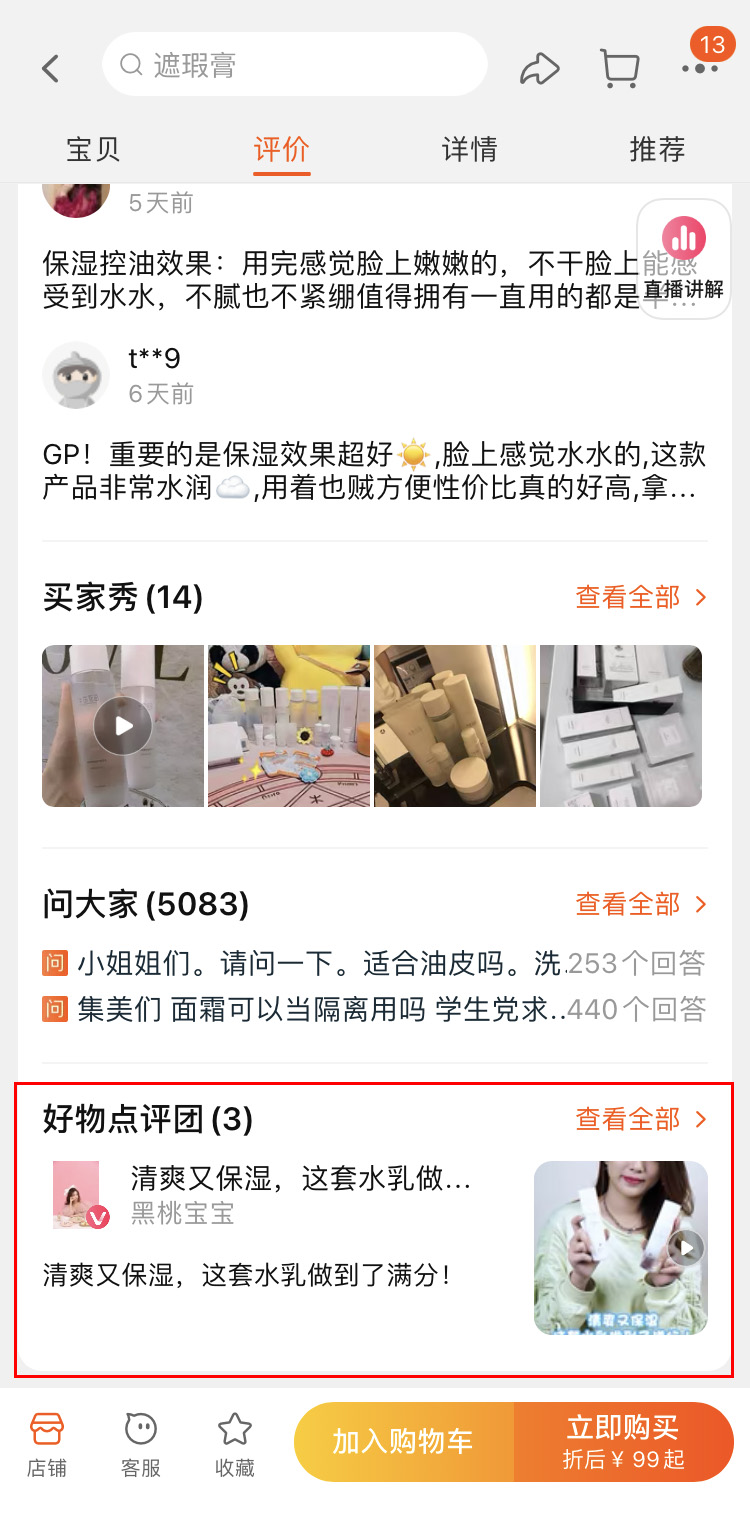 13
遮瑕膏
宝贝 评价 详情 推荐
5天前
保湿控油效果：用完感觉脸上嫩嫩的，不干脸上能感
受到水水，不腻也不紧绷值得拥有一直用的都是半…
直播讲解
t**9
6天前
GP！重要的是保湿效果超好☀️,脸上感觉水水的,这款
产品非常水润☁️,用着也贼方便性价比真的好高,拿...
买家秀(14) 查看全部
问大家(5083) 查看全部
问 小姐姐们。请问一下。适合油皮吗。洗..253个回答
问 集美们 面霜可以当隔离用吗 学生党求...440个回答
好物点评团(3) 查看全部
清爽又保湿，这套水乳做...
黑桃宝宝
清爽又保湿，这套水乳做到了满分！
清爽又保湿
店铺 客服 收藏
加入购物车
立即购买
折后¥ 99起